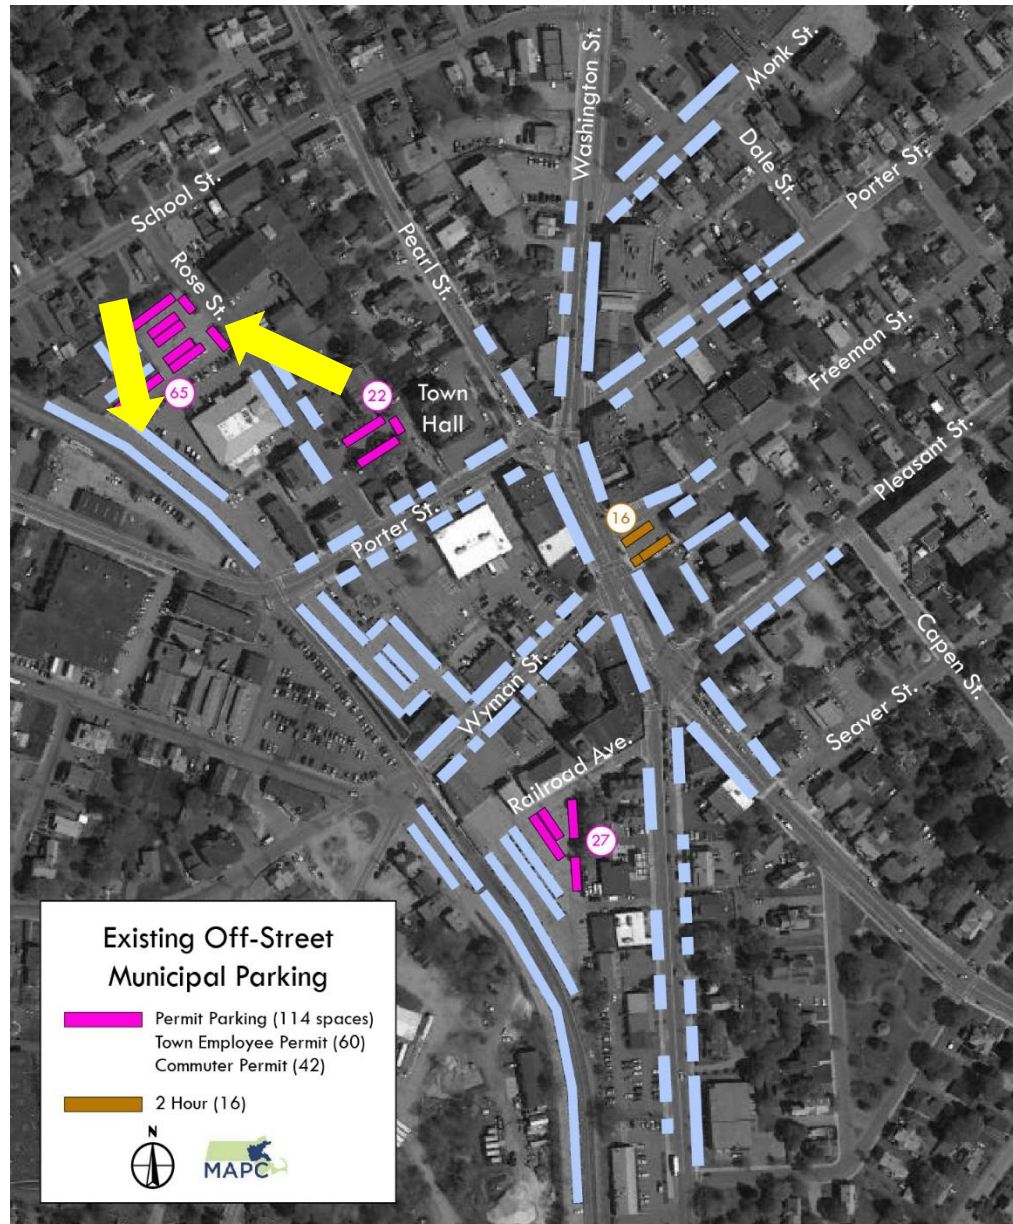 Washington St.
Monk St.
Dale St.
Porter St.
School St.
Pearl St.
Rose St.
Freeman St.
65
22
Town
Hall
Pleasant St.
16
Porter St.
Capen St.
Wyman St.
Seaver St.
Railroad Ave.
27
Existing Off-Street
Municipal Parking
Permit Parking (114 spaces)
Town Employee Permit (60)
Commuter Permit (42)
2 Hour (16)
N
MAPC